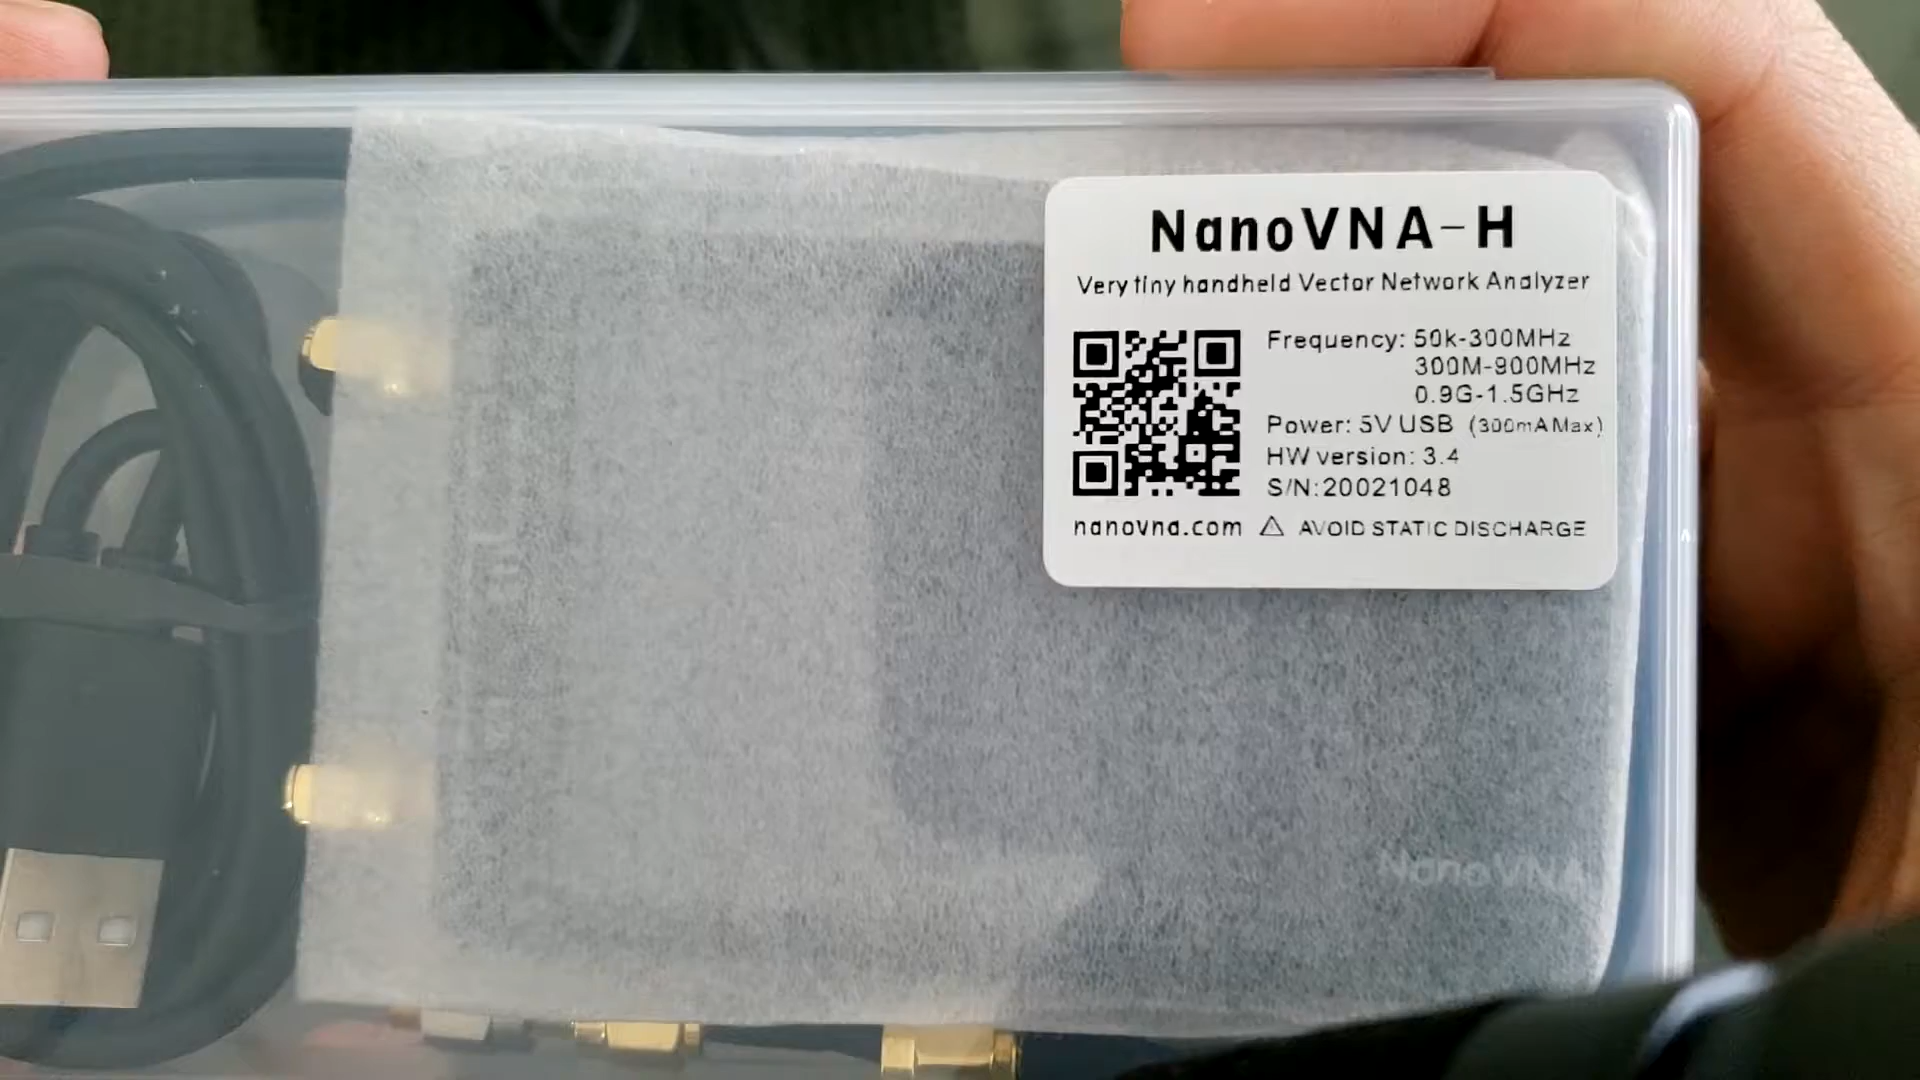 NanoVNA-H
Very tiny handheld Vector Network Analyzer
Frequency: 50k-300MHz
300M-900MHz
0.9G-1.5GHz
Power: 5V USB (300mA Max)
HW version: 3.4
S/N:20021048
nanovna.com ⚠ AVOID STATIC DISCHARGE
NanoVNA